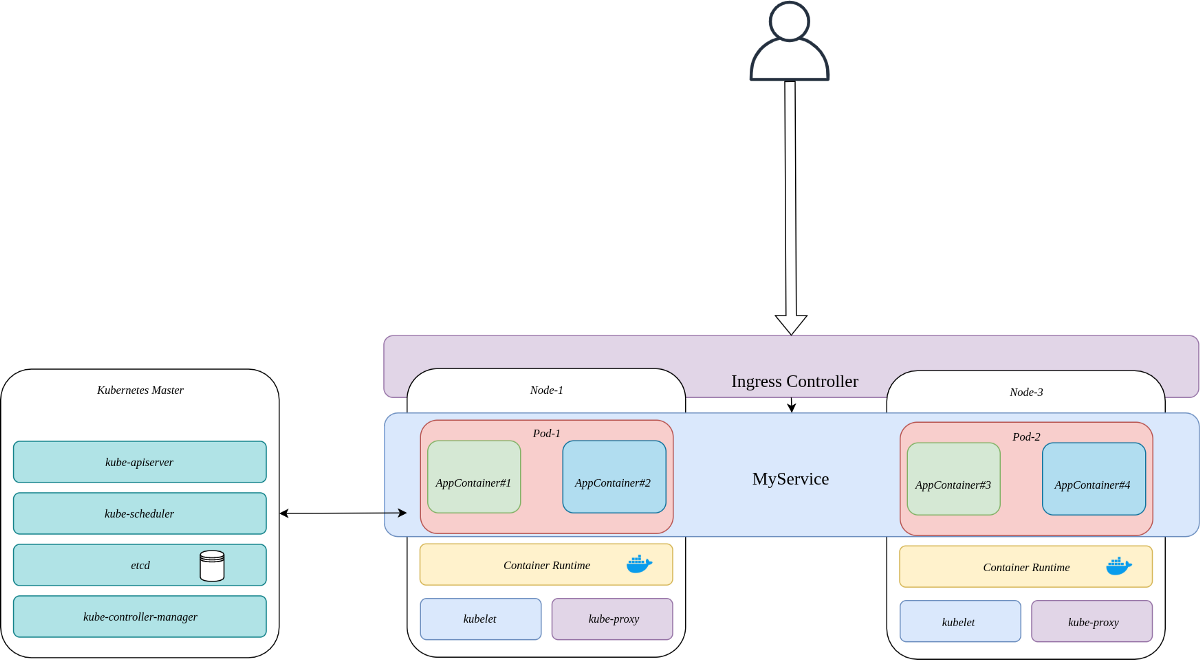 Ingress Controller
Kubernetes Master
kube-apiserver
kube-scheduler
etcd
kube-controller-manager
Node-1
Pod-1
AppContainer#1
AppContainer#2
Container Runtime
kubelet
kube-proxy
MyService
Node-3
Pod-2
AppContainer#3
AppContainer#4
Container Runtime
kubelet
kube-proxy